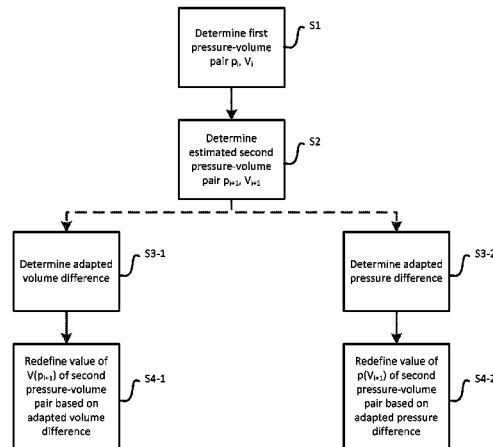 Determine first
pressure-volume
pair pᵢ, Vᵢ
S1
Determine
estimated second
pressure-volume
pair pᵢ₊₁, Vᵢ₊₁
S2
Determine adapted
volume difference
S3-1
Determine adapted
pressure difference
S3-2
Redefine value of
V(pᵢ₊₁) of second
pressure-volume
pair based on
adapted volume
difference
S4-1
Redefine value of
p(Vᵢ₊₁) of second
pressure-volume
pair based on
adapted pressure
difference
S4-2